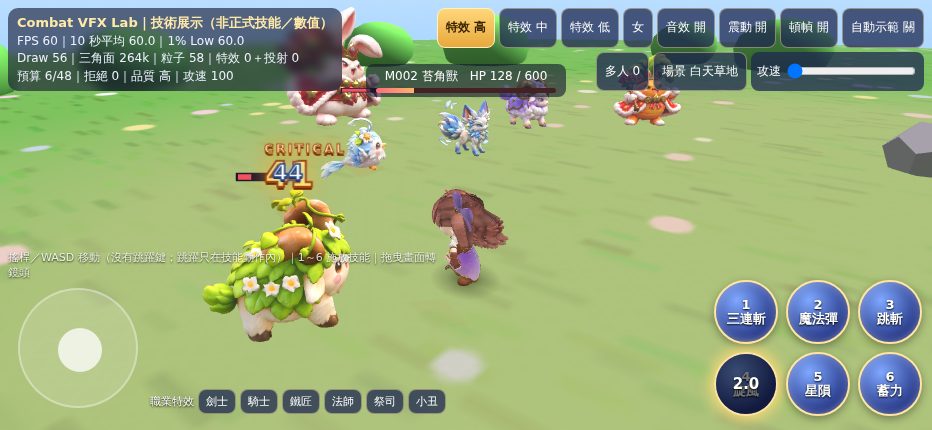 Combat VFX Lab｜技術展示（非正式技能／數值）
FPS 60｜10 秒平均 60.0｜1% Low 60.0
Draw 56｜三角面 264k｜粒子 58｜特效 0＋投射 0
預算 6/48｜拒絕 0｜品質 高｜攻速 100
特效 高
特效 中
特效 低
女
音效 開
震動 開
頓幀 開
自動示範 關
多人 0
場景 白天草地
攻速
M002 苔角獸 HP 128 / 600
CRITICAL
44
搖桿／WASD 移動（沒有跳躍鍵；跳躍只在技能動作內）｜1～6 施放技能｜拖曳畫面轉
鏡頭
1
三連斬
2
魔法彈
3
跳斬
2.0
5
星隕
6
蓄力
職業特效
劍士
騎士
鐵匠
法師
祭司
小丑